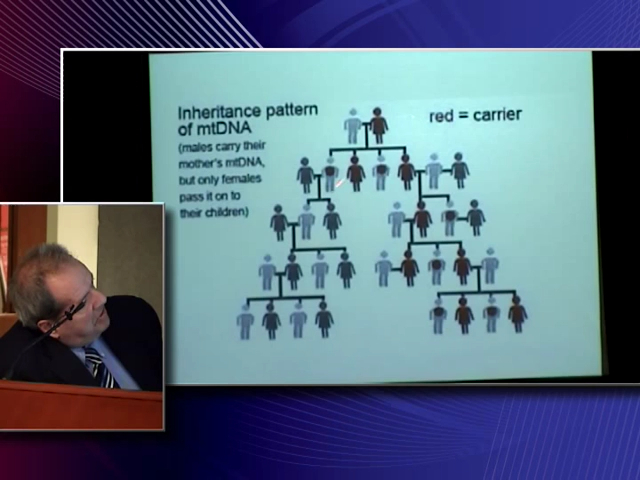 Inheritance pattern
of mtDNA
(males carry their
mother's mtDNA,
but only females
pass it on to
their children)
red = carrier